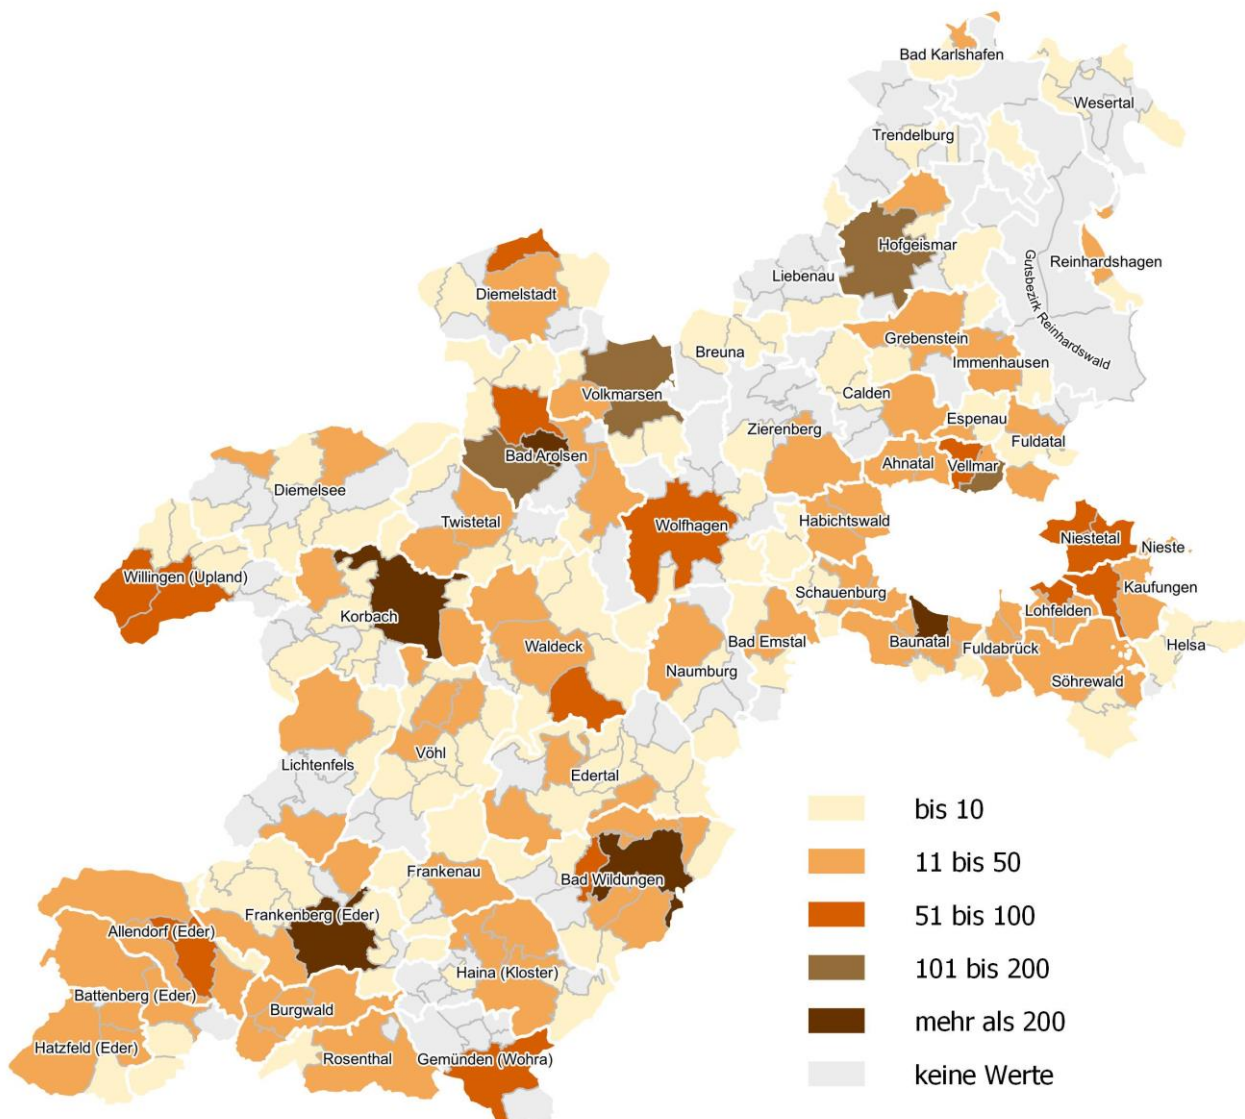 Bad Karlshafen
Wesertal
Trendelburg
Hofgeismar
Reinhardshagen
Liebenau
Gutsbezirk Reinhardswald
Diemelstadt
Grebenstein
Breuna
Immenhausen
Volkmarsen
Calden
Espenau
Zierenberg
Fuldatal
Bad Arolsen
Ahnatal
Vellmar
Diemelsee
Twistetal
Habichtswald
Wolfhagen
Niestetal
Nieste
Willingen (Upland)
Kaufungen
Schauenburg
Lohfelden
Korbach
Waldeck
Bad Emstal
Baunatal
Fuldabrück
Helsa
Naumburg
Söhrewald
Vöhl
Lichtenfels
Edertal
bis 10
11 bis 50
Frankenau
Bad Wildungen
Frankenberg (Eder)
51 bis 100
Allendorf (Eder)
101 bis 200
Haina (Kloster)
Battenberg (Eder)
Burgwald
mehr als 200
Hatzfeld (Eder)
Rosenthal
Gemünden (Wohra)
keine Werte